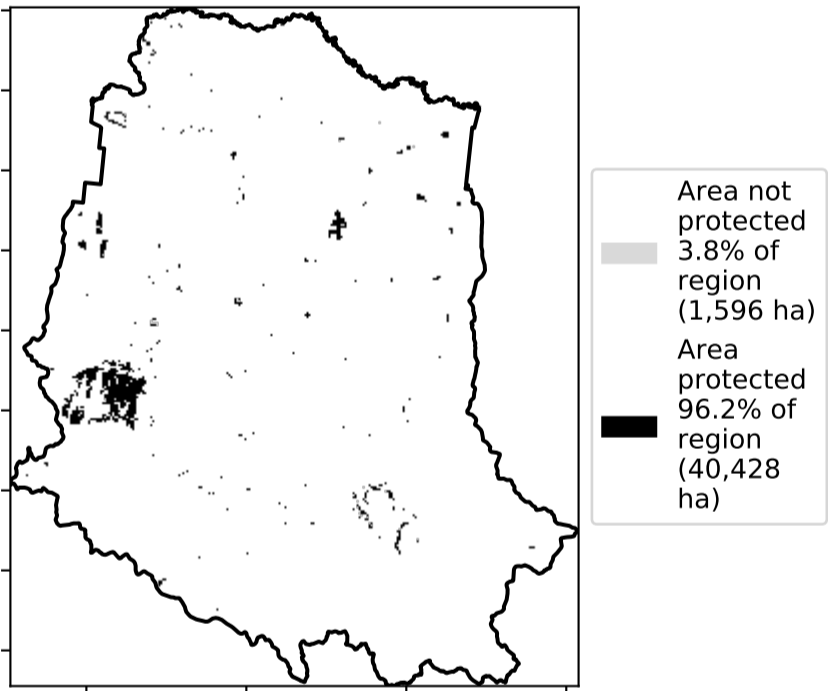 Area not
protected
3.8% of
region
(1,596 ha)
Area
protected
96.2% of
region
(40,428
ha)